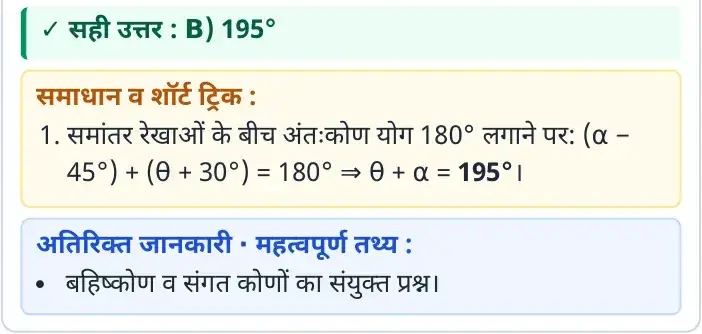 ✓ सही उत्तर : B) 195°
समाधान व शॉर्ट ट्रिक :
1. समांतर रेखाओं के बीच अंतःकोण योग 180° लगाने पर: (α −
45°) + (θ + 30°) = 180° ⇒ θ + α = 195°।
अतिरिक्त जानकारी · महत्वपूर्ण तथ्य :
• बहिष्कोण व संगत कोणों का संयुक्त प्रश्न।